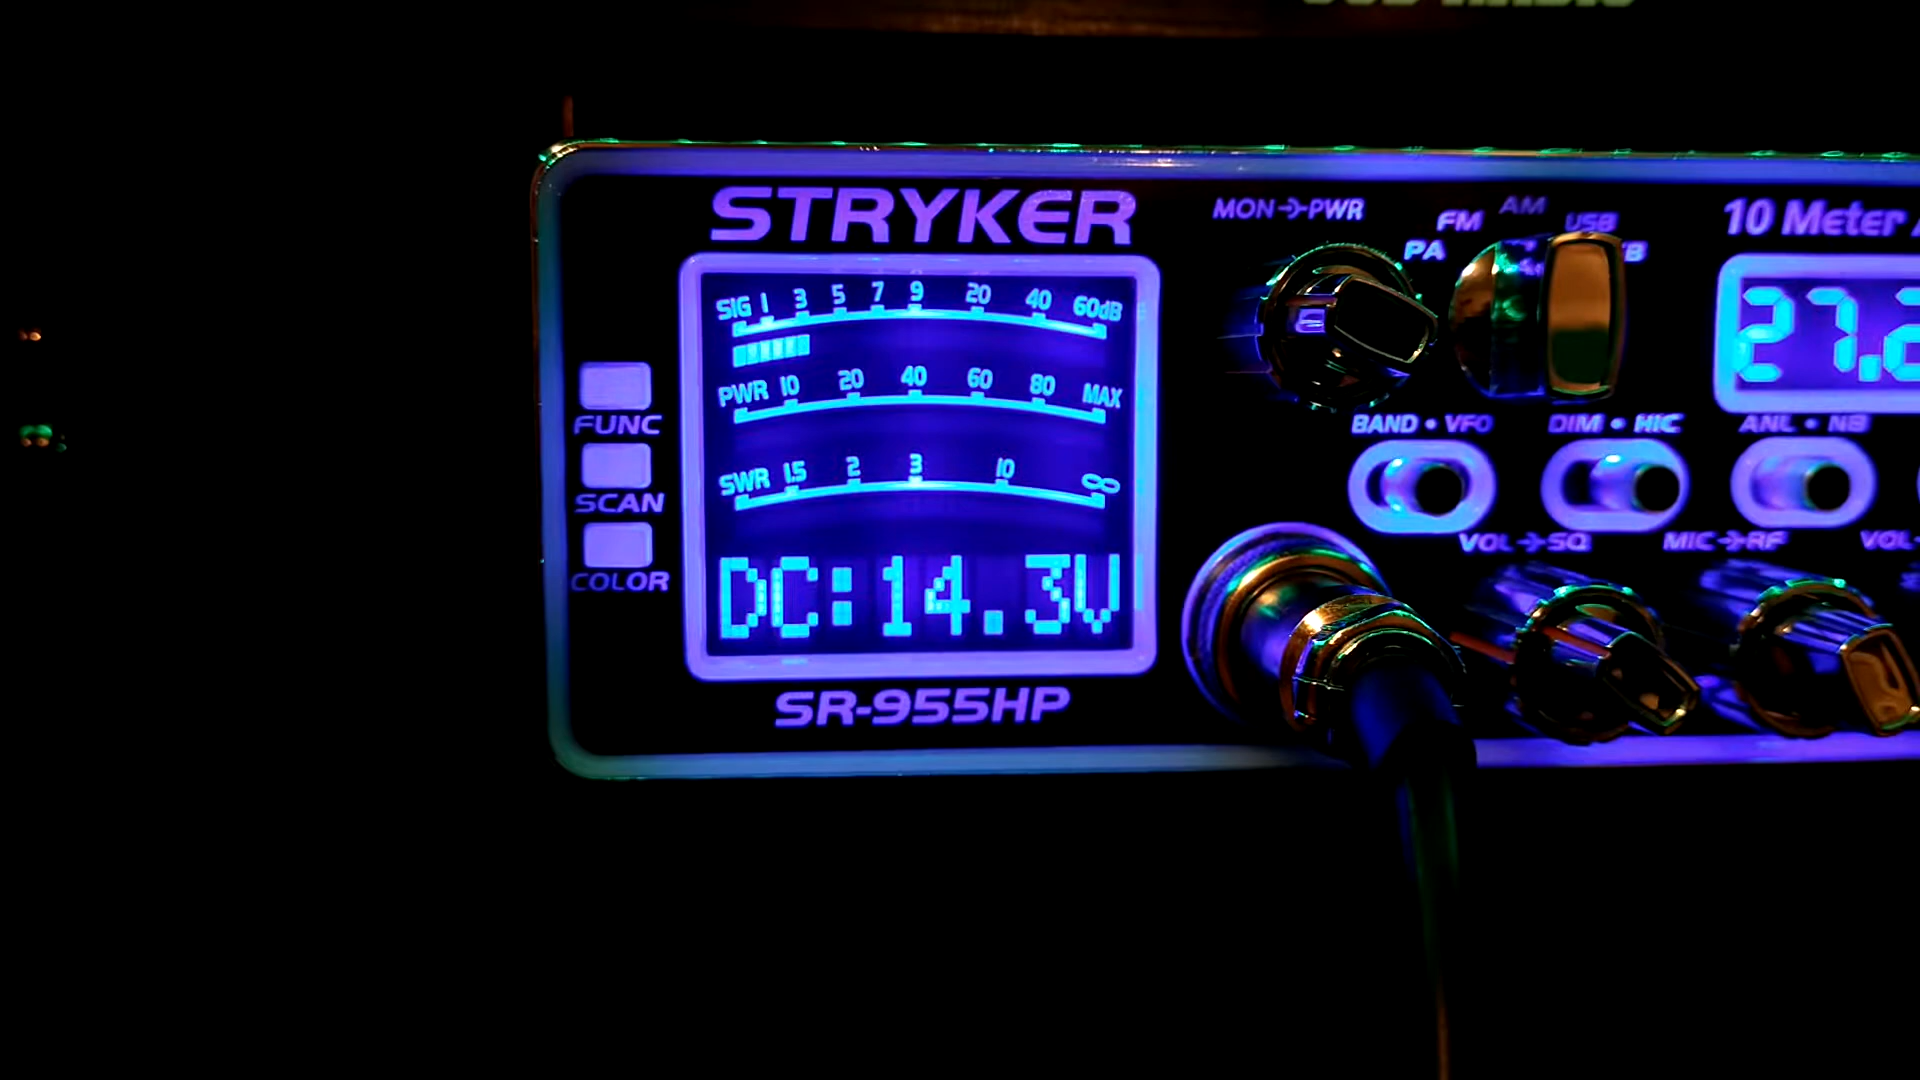 STRYKER
SIG 1 3 5 7 9 20 40 60dB
PWR 10 20 40 60 80 MAX
SWR 1.5 2 3 10 ∞
DC:14.3V
SR-955HP
FUNC
SCAN
COLOR
MON->PWR
PA FM AM USB
10 Meter
27.2
BAND • VFO
DIM • HIC
ANL • NB
VOL->SQ
MIC->RF
VOL